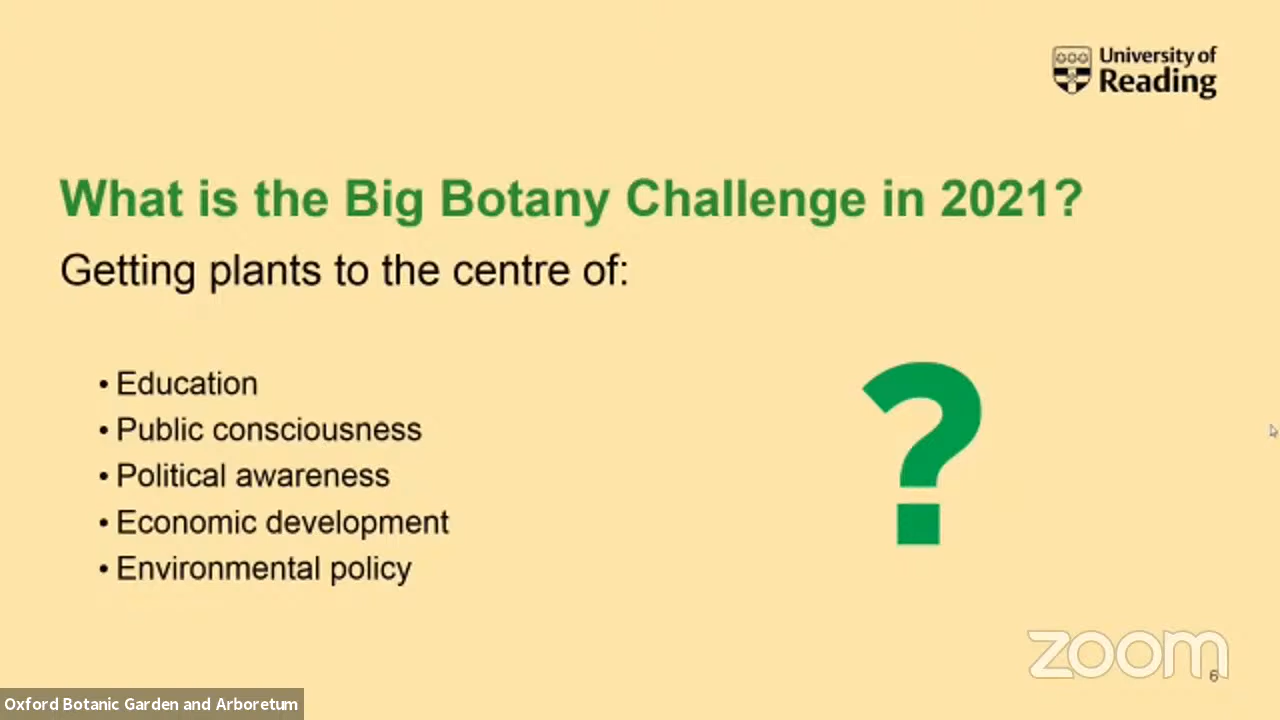 University of
Reading
What is the Big Botany Challenge in 2021?
Getting plants to the centre of:
• Education
• Public consciousness
• Political awareness
• Economic development
• Environmental policy
?
zoom
6
Oxford Botanic Garden and Arboretum